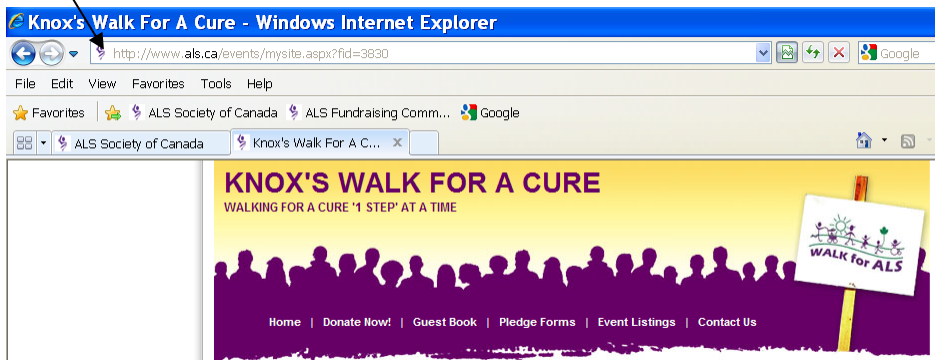 Knox's Walk For A Cure - Windows Internet Explorer
http://www.als.ca/events/mysite.aspx?fid=3830 Google
File Edit View Favorites Tools Help
Favorites ALS Society of Canada ALS Fundraising Comm... Google
ALS Society of Canada Knox's Walk For A C... x
KNOX'S WALK FOR A CURE
WALKING FOR A CURE '1 STEP' AT A TIME
WALK for ALS
Home | Donate Now! | Guest Book | Pledge Forms | Event Listings | Contact Us